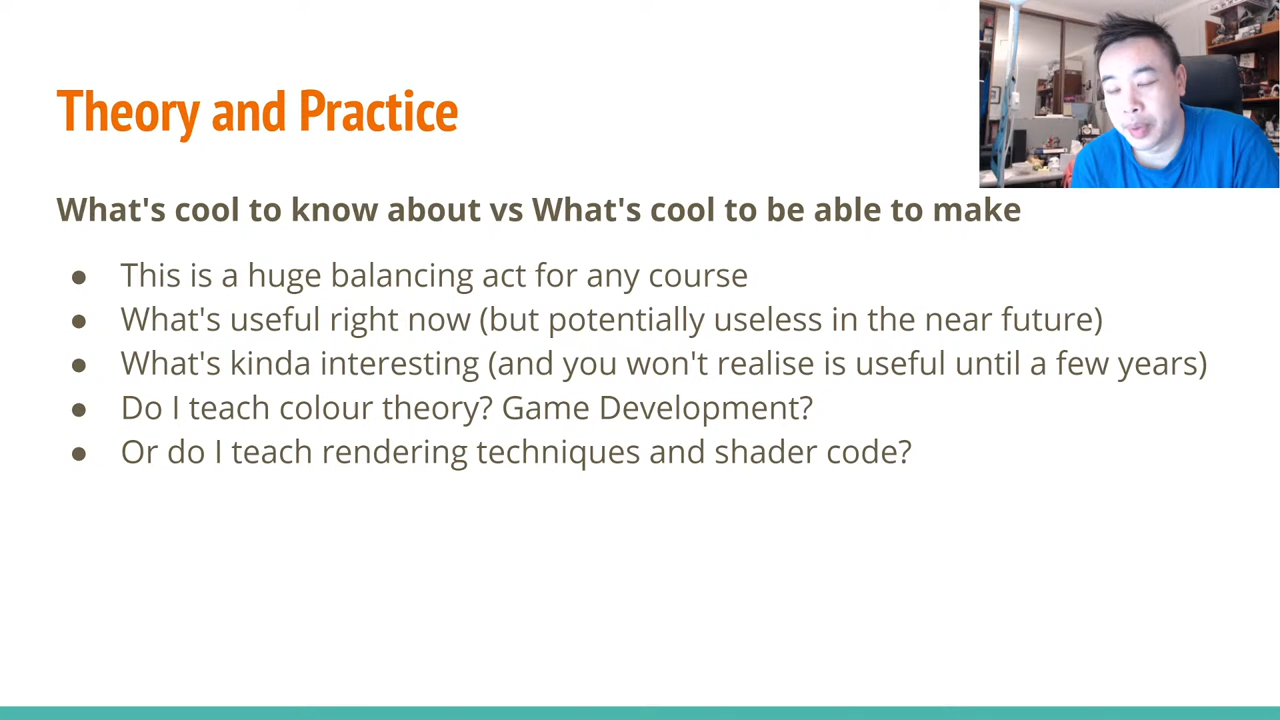 Theory and Practice
What's cool to know about vs What's cool to be able to make
● This is a huge balancing act for any course
● What's useful right now (but potentially useless in the near future)
● What's kinda interesting (and you won't realise is useful until a few years)
● Do I teach colour theory? Game Development?
● Or do I teach rendering techniques and shader code?